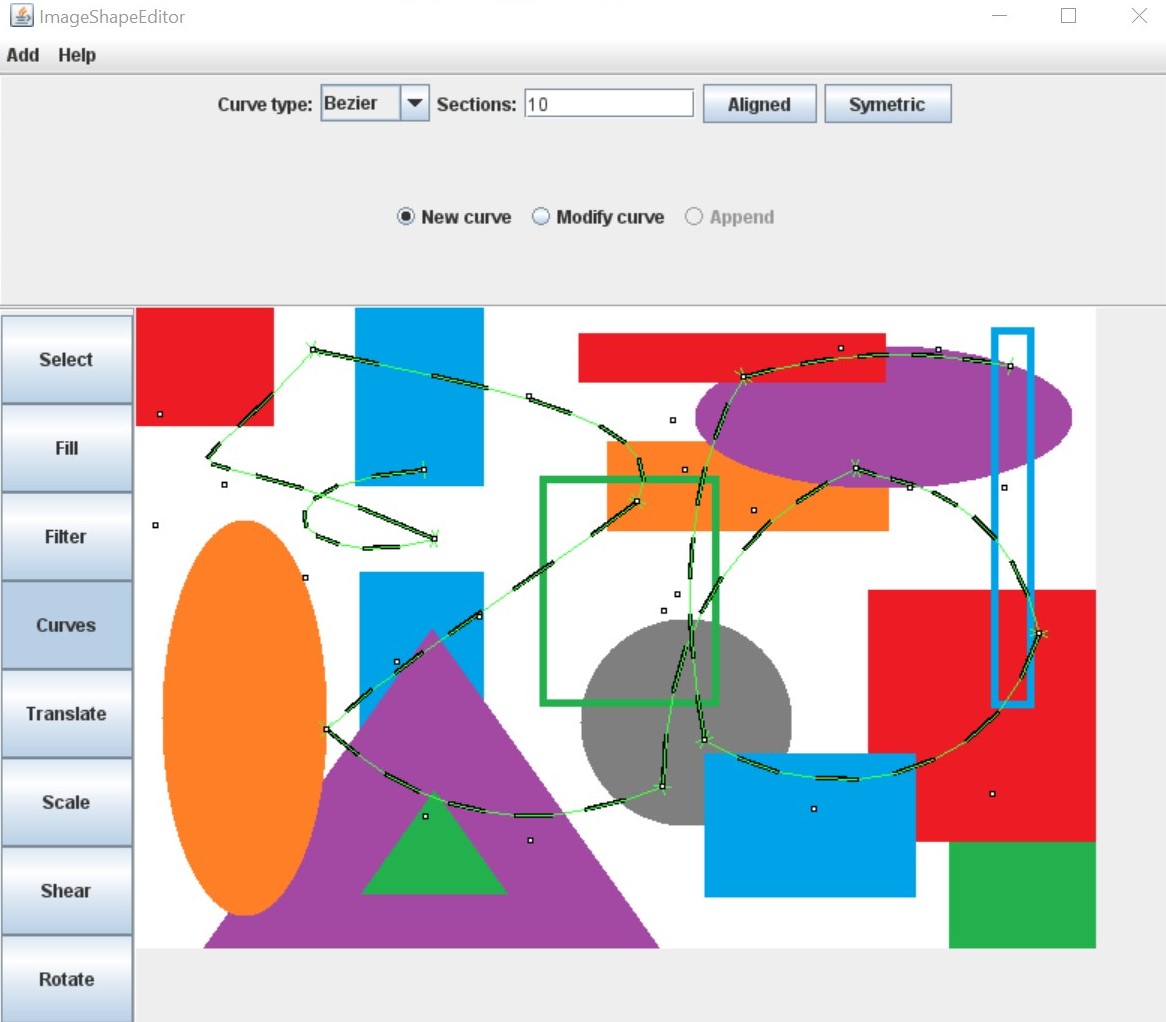 ImageShapeEditor
Add Help
Curve type: Bezier Sections: 10 Aligned Symetric
New curve Modify curve Append
Select
Fill
Filter
Curves
Translate
Scale
Shear
Rotate